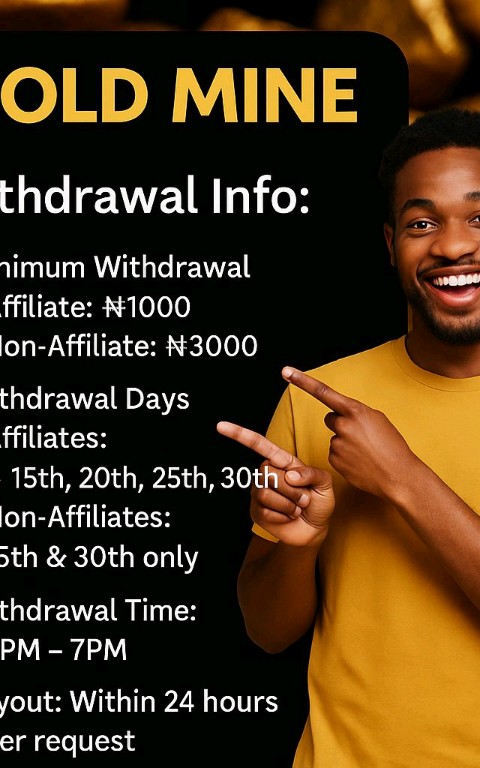 OLD MINE
thdrawal Info:
nimum Withdrawal
ffiliate: ₦1000
Non-Affiliate: ₦3000
thdrawal Days
ffiliates:
15th, 20th, 25th, 30th
Non-Affiliates:
5th & 30th only
thdrawal Time:
PM – 7PM
yout: Within 24 hours
er request